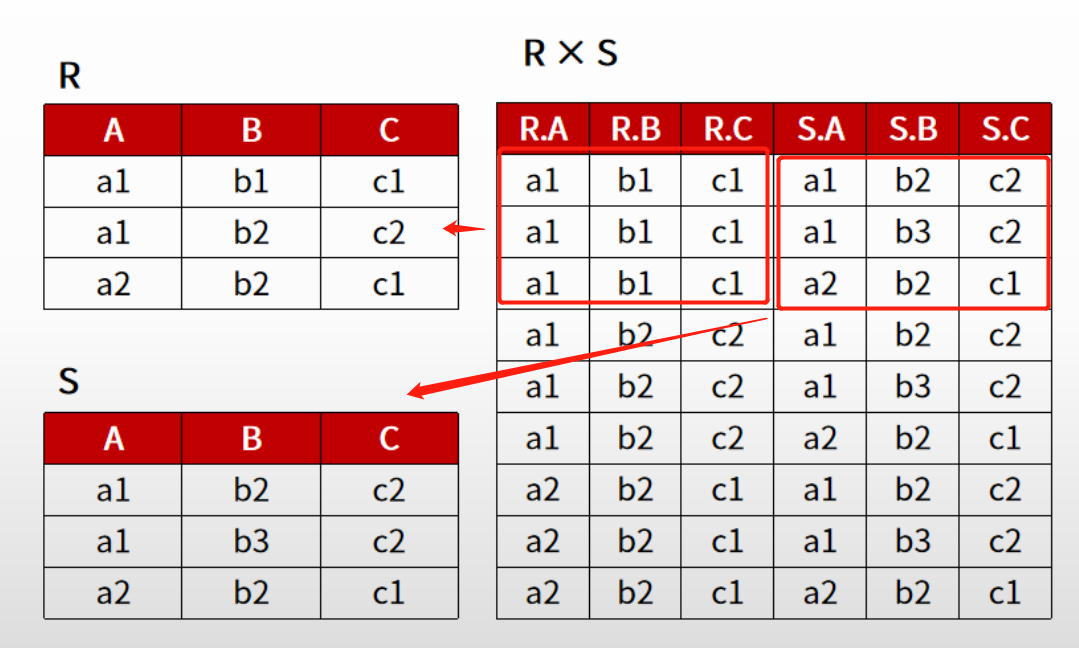 R
A B C
a1 b1 c1
a1 b2 c2
a2 b2 c1
S
A B C
a1 b2 c2
a1 b3 c2
a2 b2 c1
R × S
R.A R.B R.C S.A S.B S.C
a1 b1 c1 a1 b2 c2
a1 b1 c1 a1 b3 c2
a1 b1 c1 a2 b2 c1
a1 b2 c2 a1 b2 c2
a1 b2 c2 a1 b3 c2
a1 b2 c2 a2 b2 c1
a2 b2 c1 a1 b2 c2
a2 b2 c1 a1 b3 c2
a2 b2 c1 a2 b2 c1